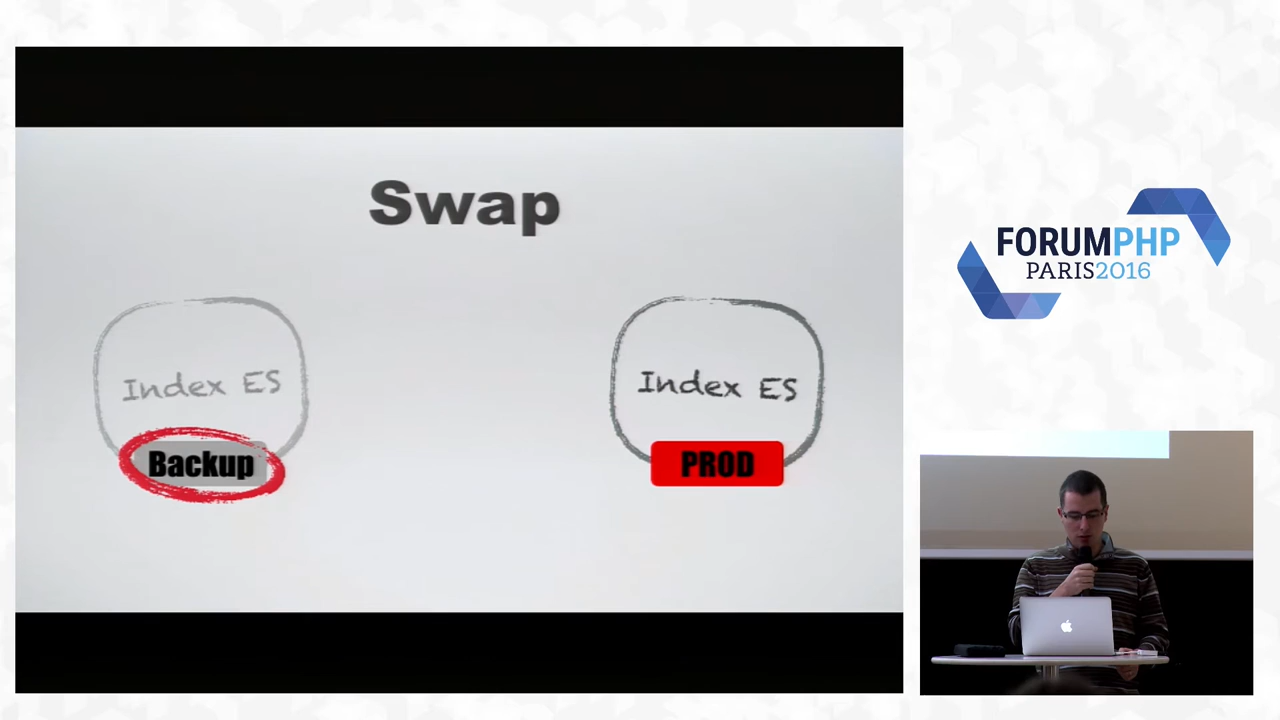 Swap
Index ES
Backup
Index ES
PROD
FORUMPHP
PARIS2016